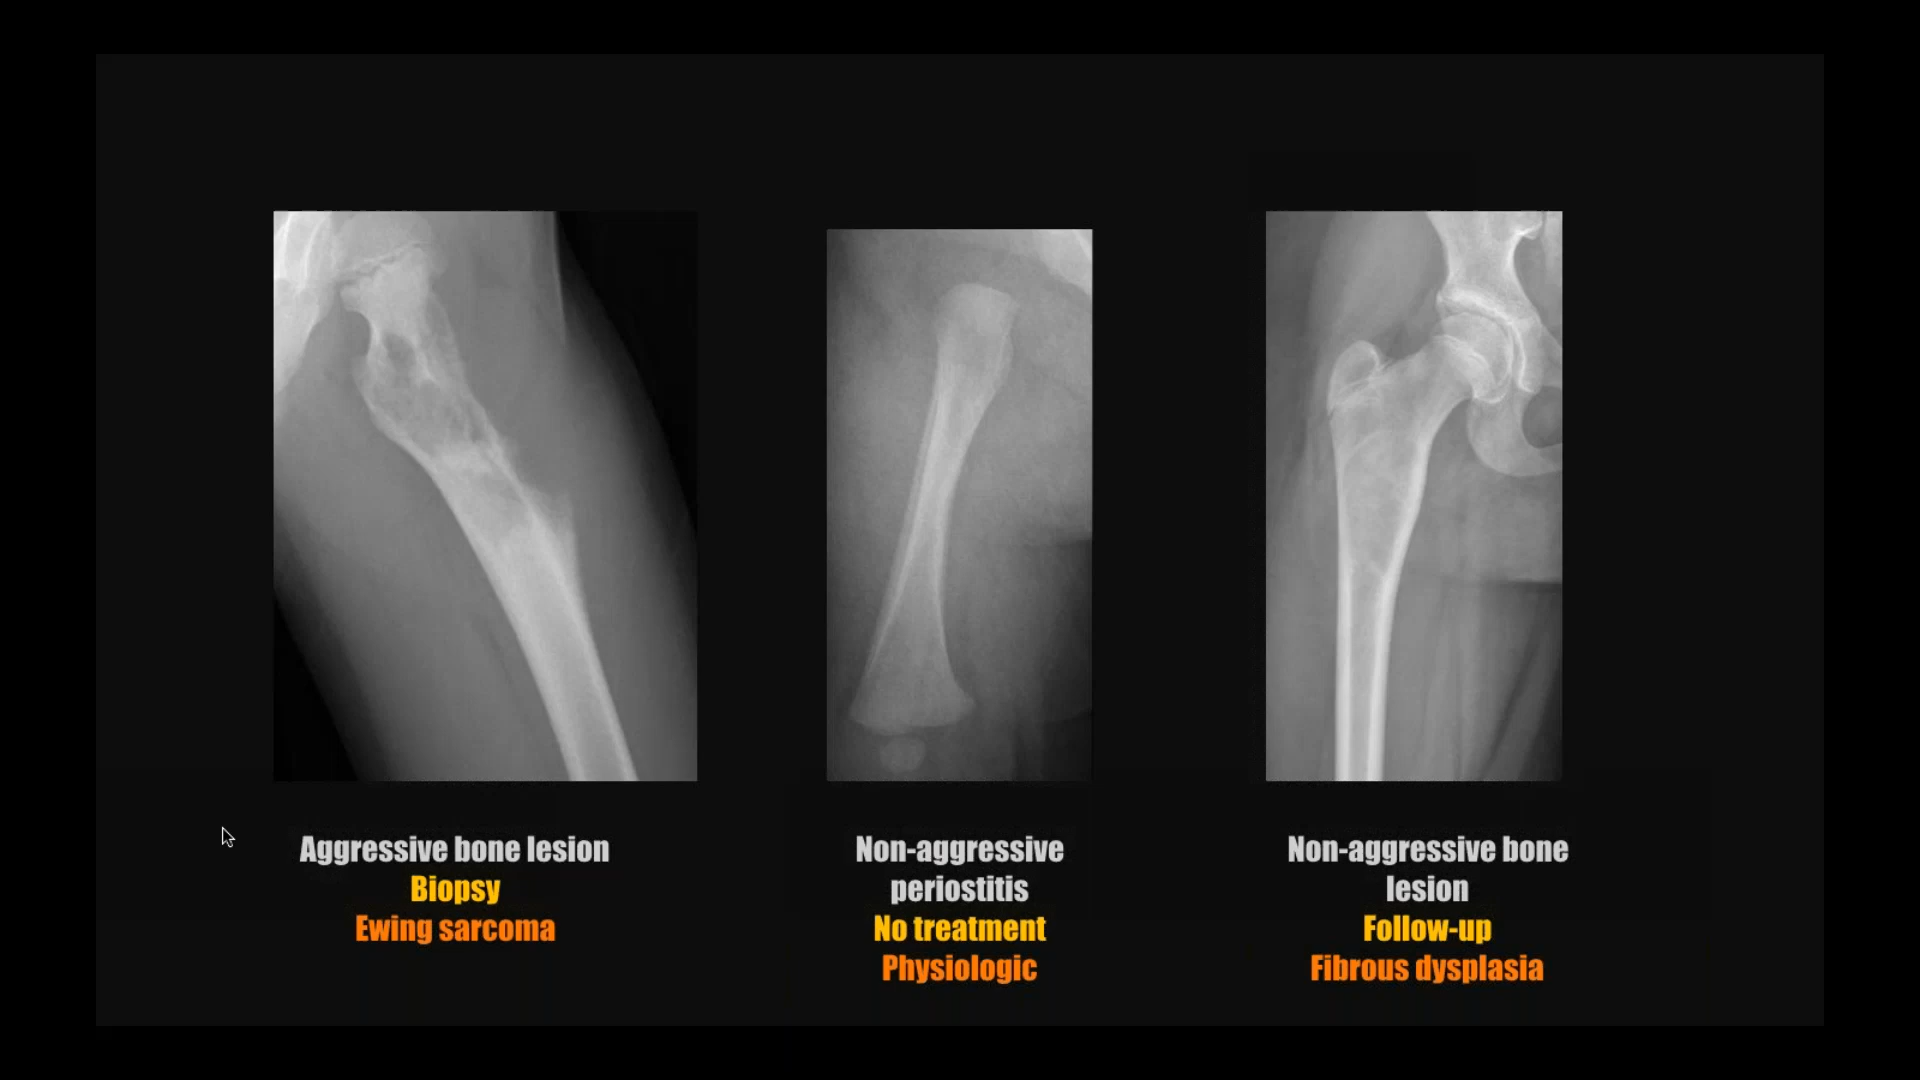 Aggressive bone lesion
Biopsy
Ewing sarcoma
Non-aggressive
periostitis
No treatment
Physiologic
Non-aggressive bone
lesion
Follow-up
Fibrous dysplasia